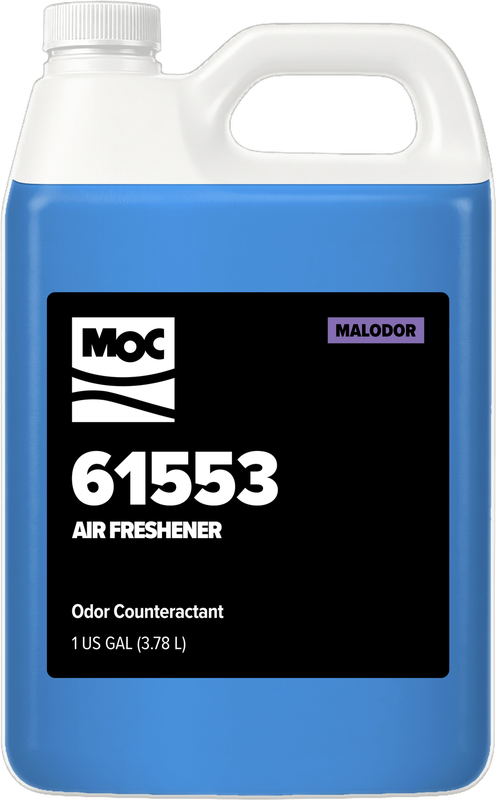 MOC
MALODOR
61553
AIR FRESHENER
Odor Counteractant
1 US GAL (3.78 L)